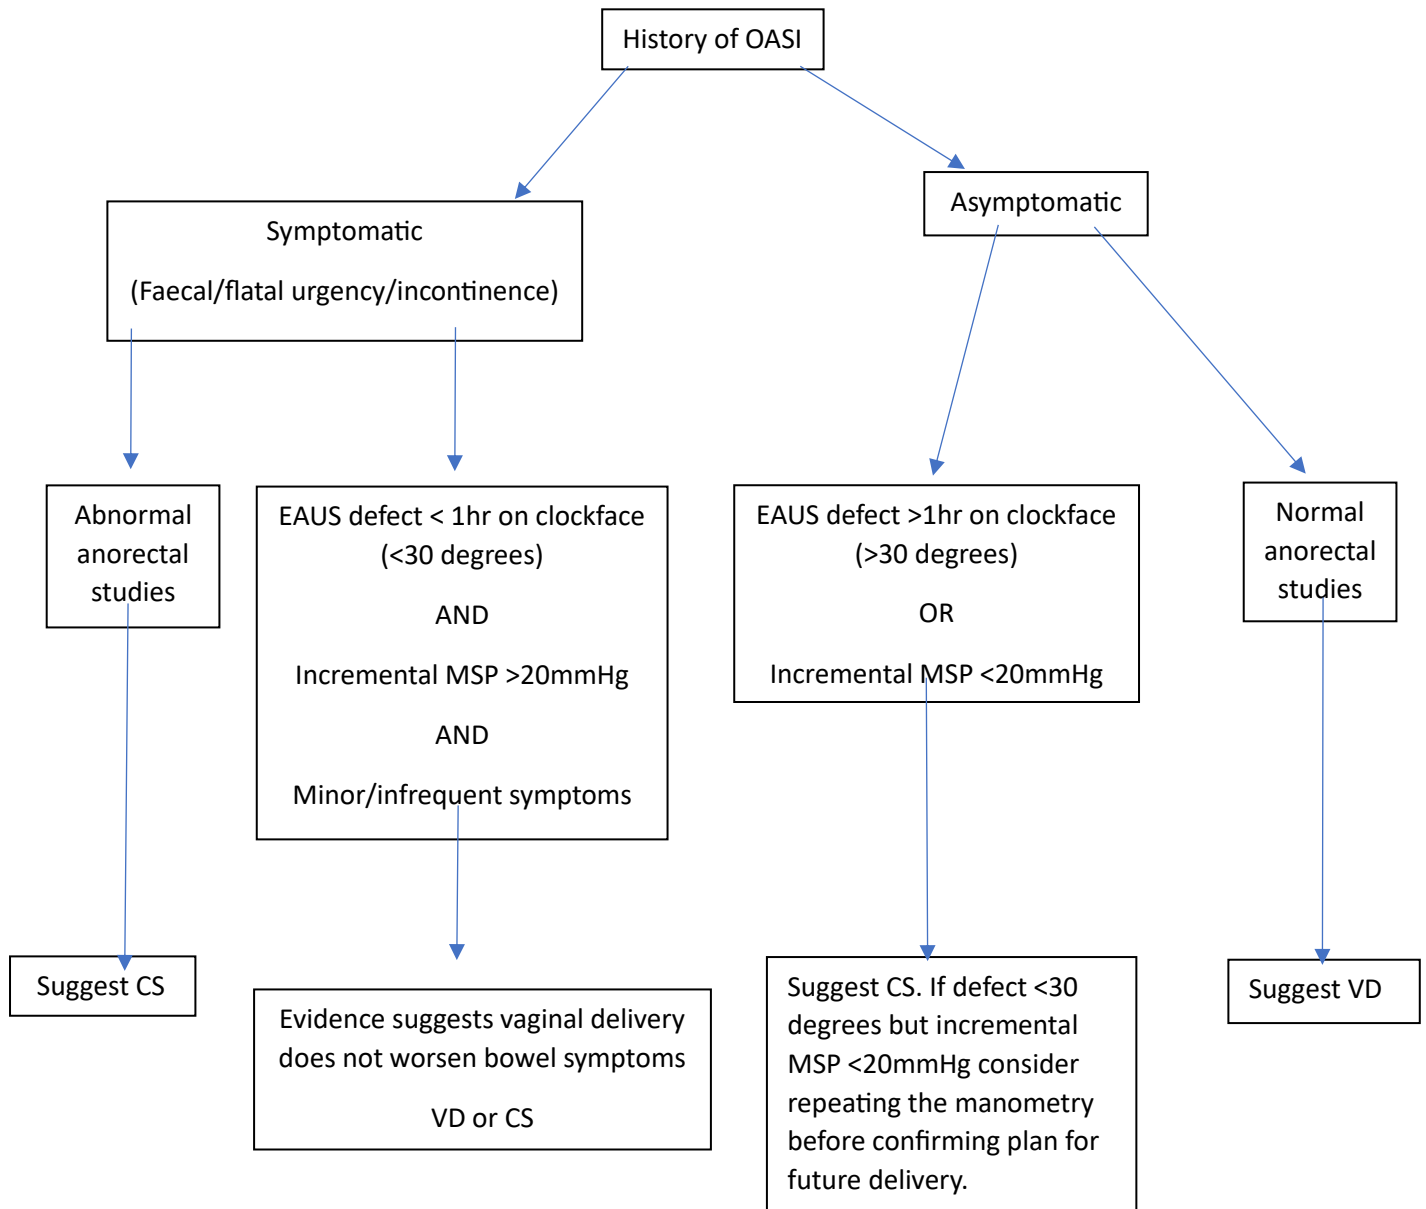 History of OASI
Symptomatic
(Faecal/flatal urgency/incontinence)
Asymptomatic
Abnormal
anorectal
studies
EAUS defect < 1hr on clockface
(<30 degrees)
AND
Incremental MSP >20mmHg
AND
Minor/infrequent symptoms
EAUS defect >1hr on clockface
(>30 degrees)
OR
Incremental MSP <20mmHg
Normal
anorectal
studies
Suggest CS
Evidence suggests vaginal delivery
does not worsen bowel symptoms
VD or CS
Suggest CS. If defect <30
degrees but incremental
MSP <20mmHg consider
repeating the manometry
before confirming plan for
future delivery.
Suggest VD